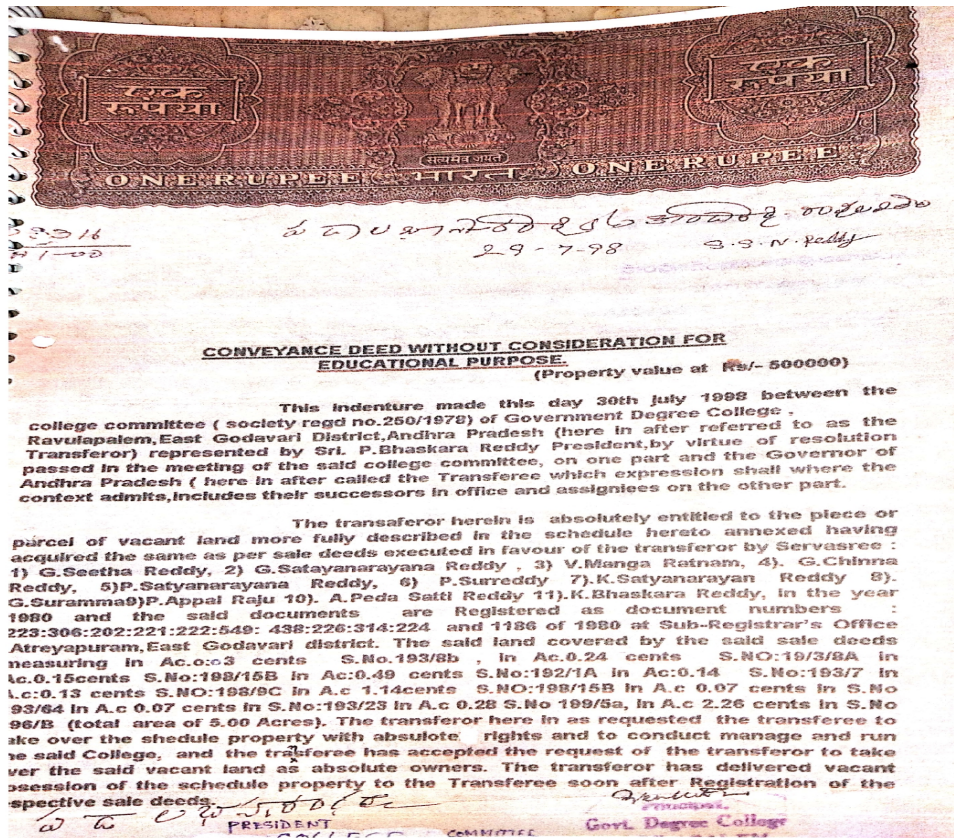 एक रूपया
एक रूपया
सत्यमेव जयते
ONE RUPEE भारत ONE RUPEE
29-7-98 S.S.N. Reddy
CONVEYANCE DEED WITHOUT CONSIDERATION FOR
EDUCATIONAL PURPOSE.
(Property value at Rs/- 500000)
This indenture made this day 30th july 1998 between the
college committee ( society regd no.250/1978) of Government Degree College ,
Ravulapalem,East Godavari District,Andhra Pradesh (here in after referred to as the
Transferor) represented by Sri. P.Bhaskara Reddy President,by virtue of resolution
passed in the meeting of the said college committee, on one part and the Governor of
Andhra Pradesh ( here in after called the Transferee which expression shall where the
context admits,includes their successors in office and assignees on the other part.
The transaferor herein is absolutely entitled to the piece or
parcel of vacant land more fully described in the schedule hereto annexed having
acquired the same as per sale deeds executed in favour of the transferor by Servasree :
1) G.Seetha Reddy, 2) G.Satayanarayana Reddy , 3) V.Manga Ratnam, 4). G.Chinna
Reddy, 5)P.Satyanarayana Reddy, 6) P.Surreddy 7).K.Satyanarayan Reddy 8).
G.Suramma9)P.Appal Raju 10). A.Peda Satti Reddy 11).K.Bhaskara Reddy, in the year
1980 and the said documents are Registered as document numbers :
223:306:202:221:222:549: 438:226:314:224 and 1186 of 1980 at Sub-Registrar's Office
Atreyapuram,East Godavari district. The said land covered by the said sale deeds
measuring in Ac.o:o3 cents S.No.193/8b , in Ac.0.24 cents S.NO:19/3/8A in
Ac.0.15cents S.No:198/15B in Ac:0.49 cents S.No:192/1A in Ac:0.14 S.No:193/7 in
A.c:0.13 cents S.NO:198/9C in A.c 1.14cents S.NO:198/15B in A.c 0.07 cents in S.No
93/64 in A.c 0.07 cents in S.No:193/23 in A.c 0.28 S.No 199/5a, in A.c 2.26 cents in S.No
96/B (total area of 5.00 Acres). The transferor here in as requested the transferee to
ake over the shedule property with absulote rights and to conduct manage and run
he said College, and the trasferee has accepted the request of the transferor to take
ver the said vacant land as absolute owners. The transferor has delivered vacant
ossession of the schedule property to the Transferee soon after Registration of the
spective sale deeds.
PRESIDENT
COLLEGE COMMITTEE
Principal,
Govt. Degree College